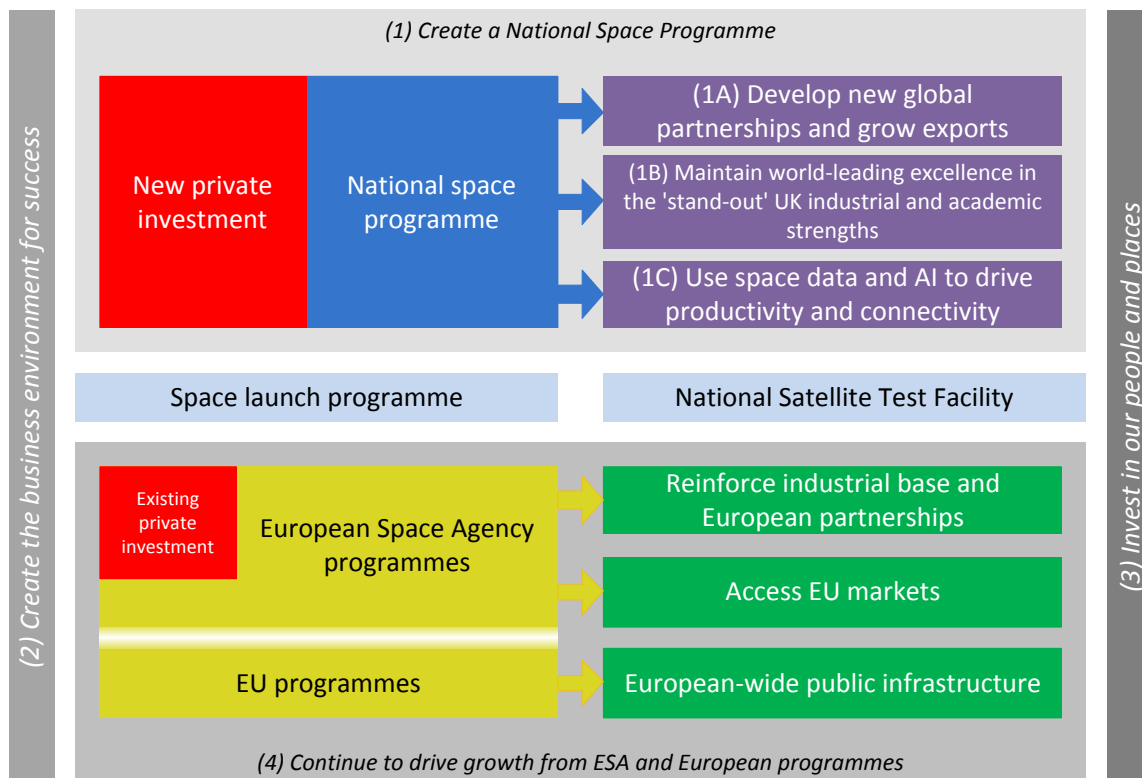 (1) Create a National Space Programme
(2) Create the business environment for success
New private
investment
National space
programme
(1A) Develop new global
partnerships and grow exports
(1B) Maintain world-leading excellence in
the 'stand-out' UK industrial and academic
strengths
(1C) Use space data and AI to drive
productivity and connectivity
(3) Invest in our people and places
Space launch programme
National Satellite Test Facility
Existing
private
investment
European Space Agency
programmes
EU programmes
Reinforce industrial base and
European partnerships
Access EU markets
European-wide public infrastructure
(4) Continue to drive growth from ESA and European programmes